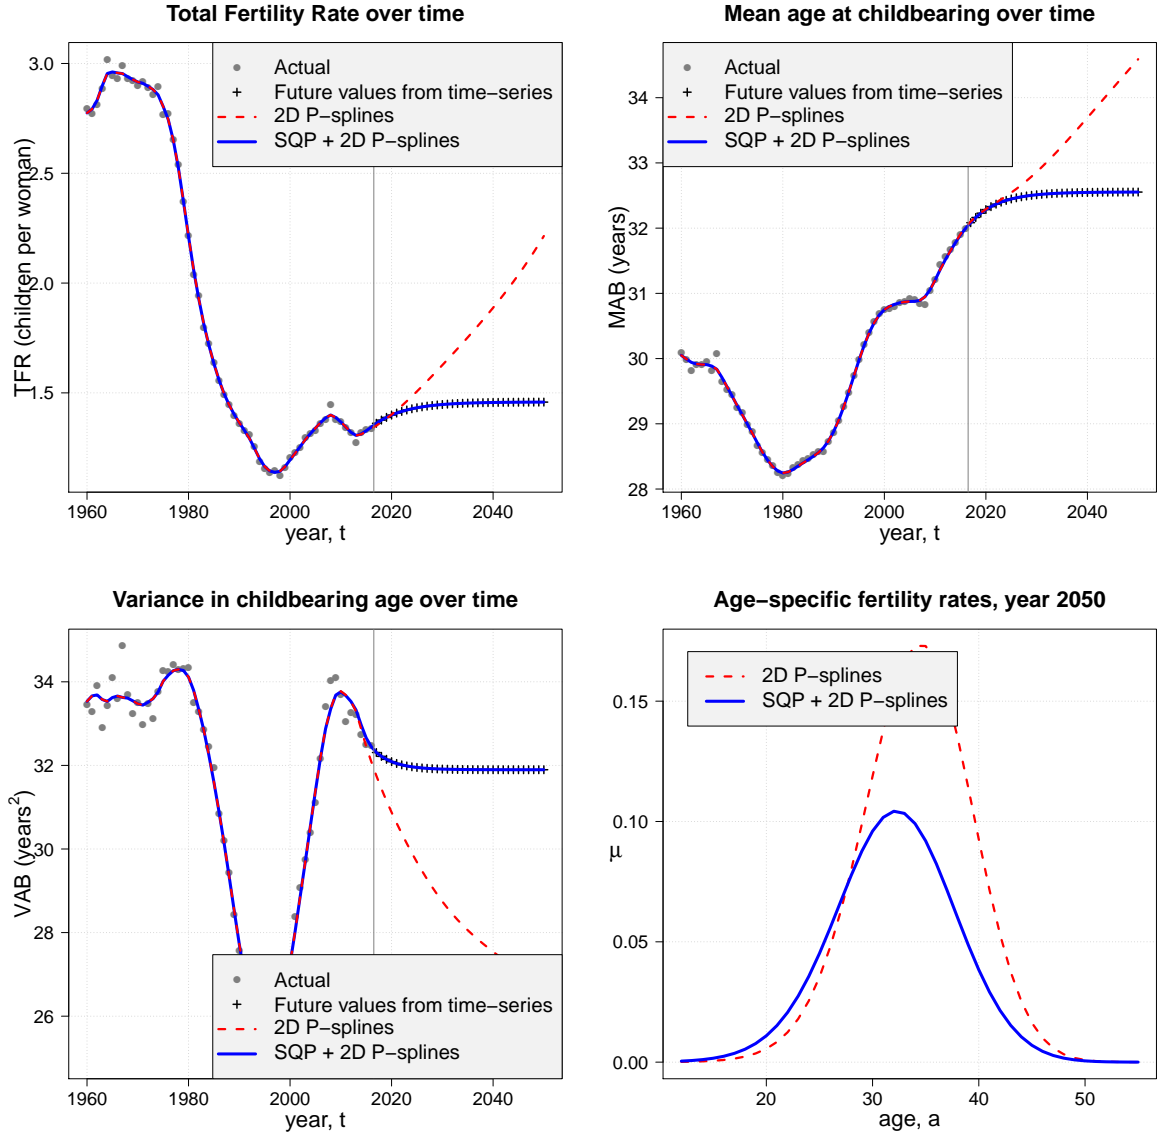 Total Fertility Rate over time
TFR (children per woman)
3.0
2.5
2.0
1.5
Actual
Future values from time−series
2D P−splines
SQP + 2D P−splines
1960
1980
2000
2020
2040
year, t
Mean age at childbearing over time
MAB (years)
34
33
32
31
30
29
28
Actual
Future values from time−series
2D P−splines
SQP + 2D P−splines
1960
1980
2000
2020
2040
year, t
Variance in childbearing age over time
VAB (years²)
34
32
30
28
26
Actual
Future values from time−series
2D P−splines
SQP + 2D P−splines
1960
1980
2000
2020
2040
year, t
Age−specific fertility rates, year 2050
μ
0.15
0.10
0.05
0.00
2D P−splines
SQP + 2D P−splines
20
30
40
50
age, a